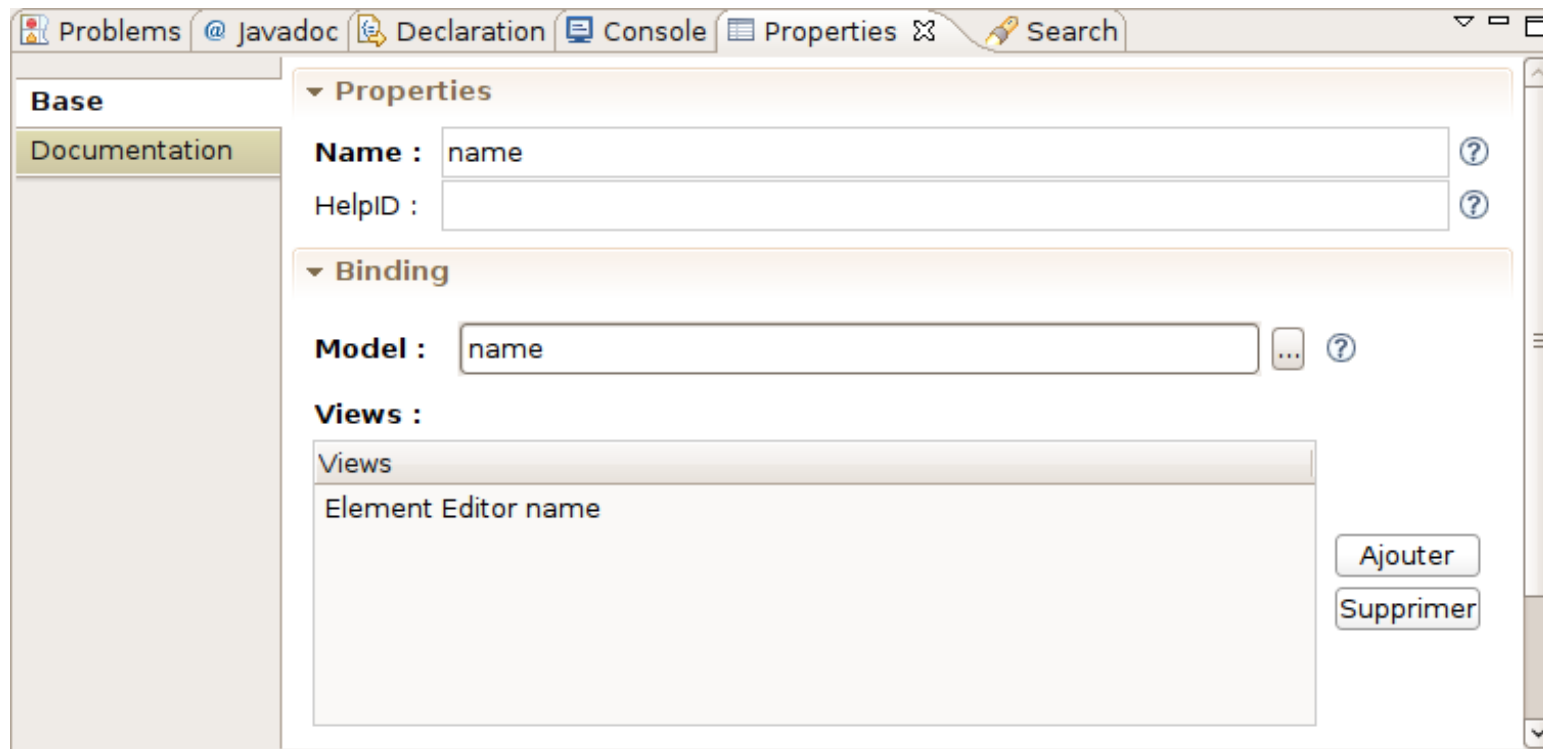 Problems @ Javadoc Declaration Console Properties Search
Base
Documentation
Properties
Name : name
HelpID :
Binding
Model : name ...
Views :
Views
Element Editor name
Ajouter
Supprimer